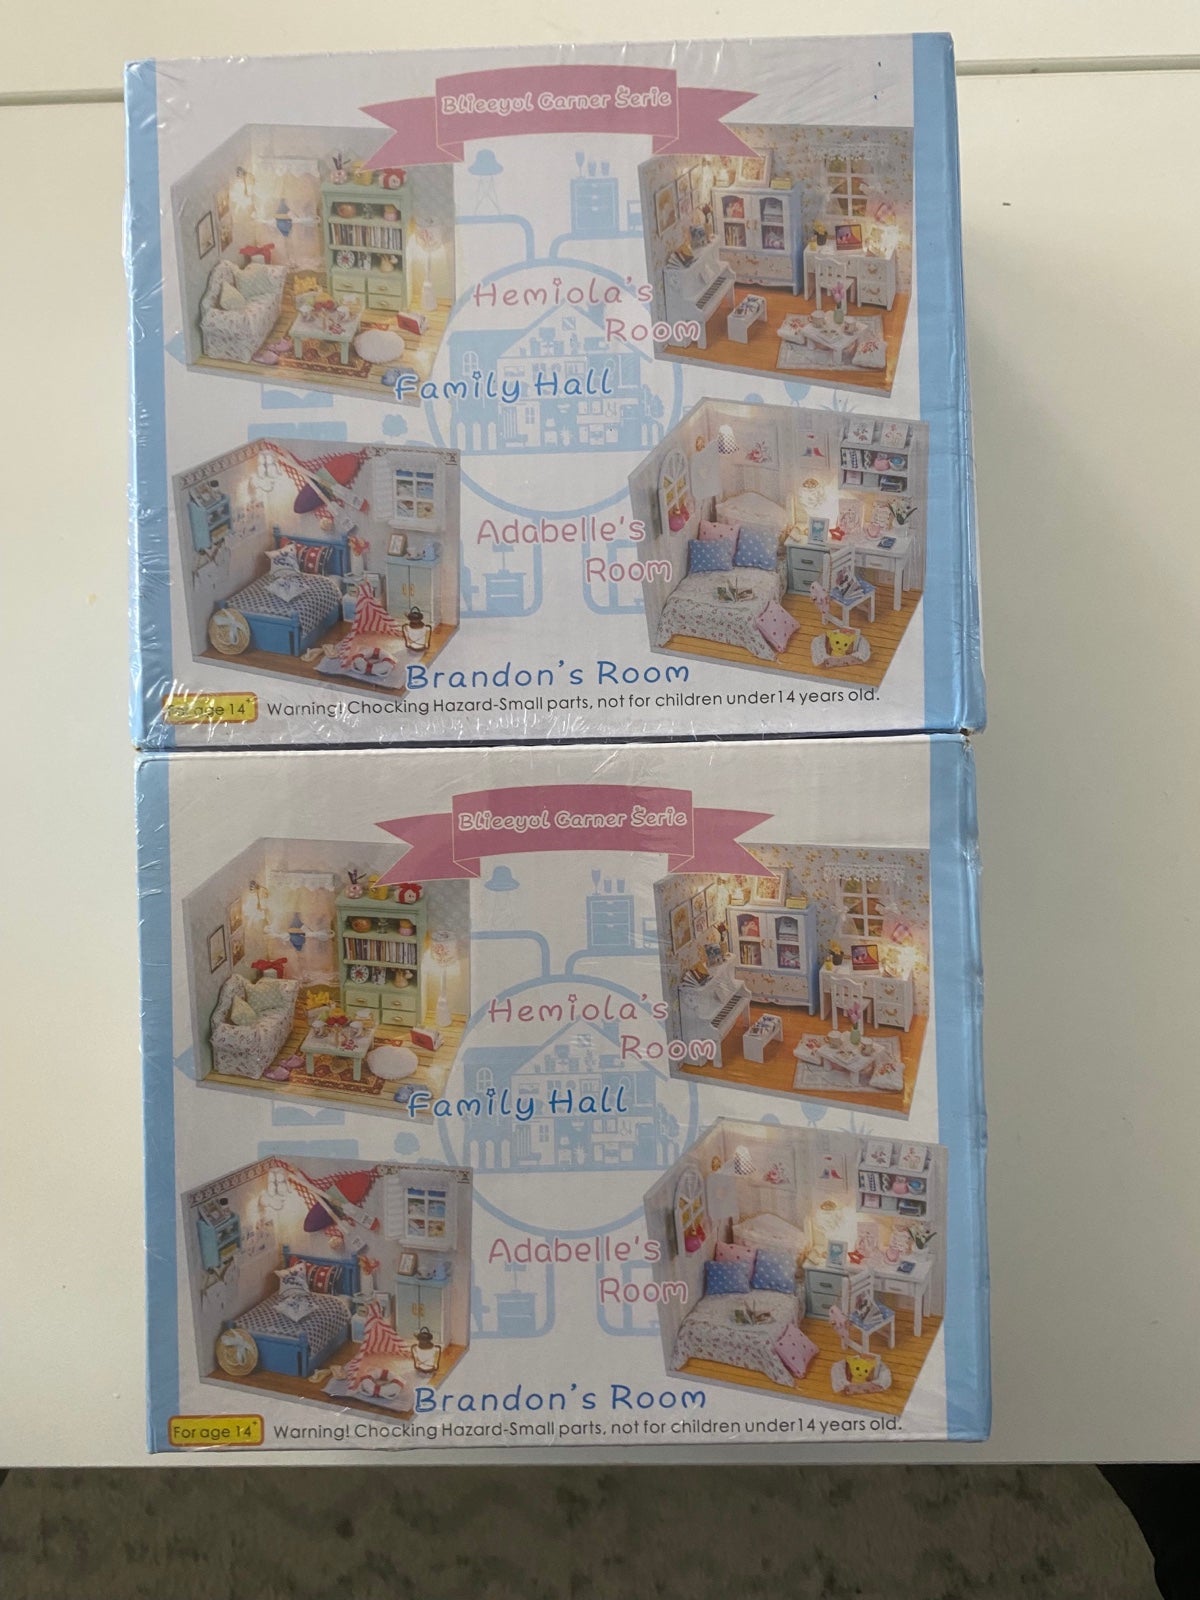 Blieeyol Garner Šerie
Hemiola's
Room
Family Hall
Adabelle's
Room
Brandon's Room
For age 14+ Warning! Chocking Hazard-Small parts, not for children under14 years old.
Blieeyol Garner Šerie
Hemiola's
Room
Family Hall
Adabelle's
Room
Brandon's Room
For age 14+ Warning! Chocking Hazard-Small parts, not for children under14 years old.